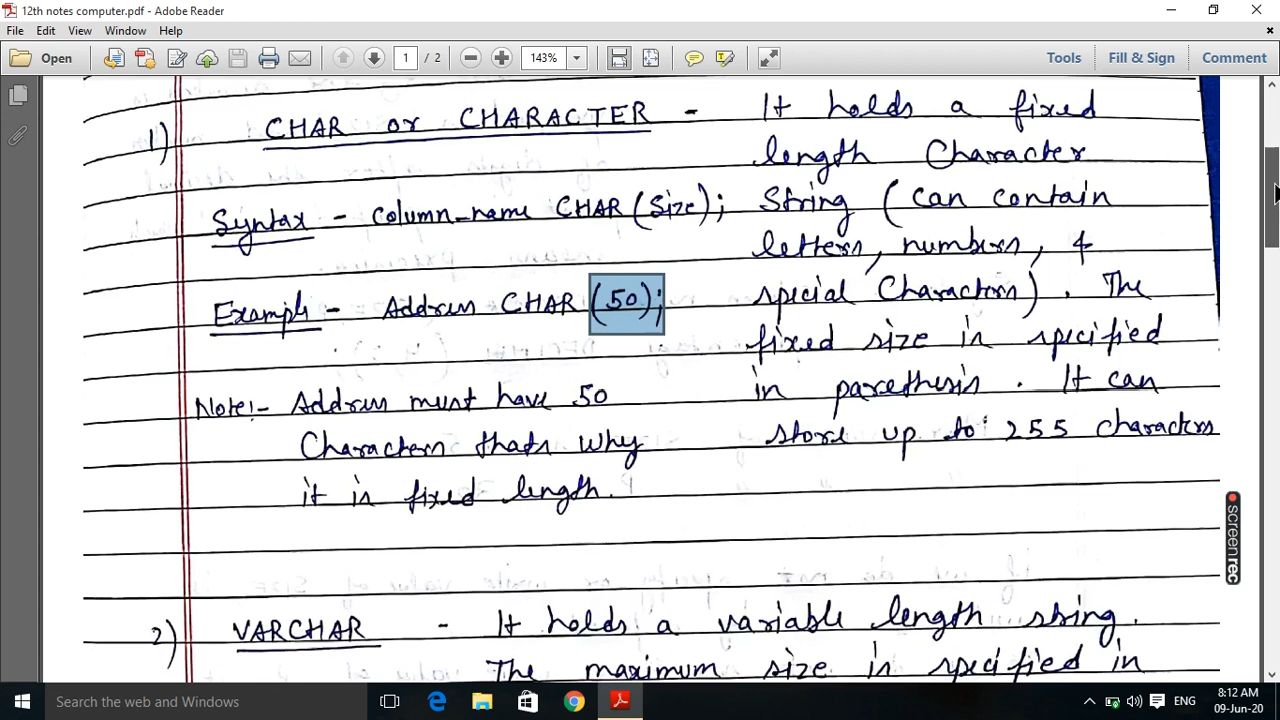 12th notes computer.pdf - Adobe Reader
File Edit View Window Help
Open 1 / 2 143% Tools Fill & Sign Comment
1) CHAR or CHARACTER - It holds a fixed
length Character
Syntax - Column_name CHAR (Size); String (can contain
letters, numbers, &
Example - Address CHAR (50); special Characters). The
fixed size is specified
Note:- Address must have 50 in parethesis. It can
Characters thats why store up to 255 characters
it is fixed length.
2) VARCHAR - It holds a variable length string.
The maximum size is specified in
screenrec
Search the web and Windows
ENG
8:12 AM
09-Jun-20